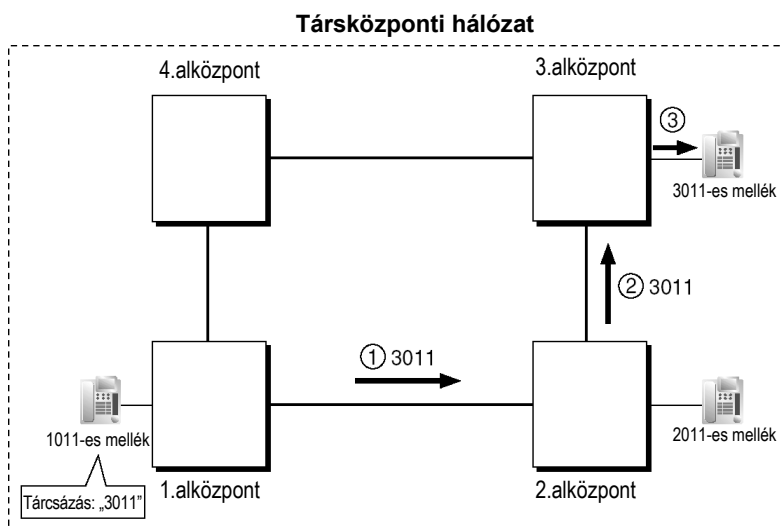 Társközponti hálózat
4.alközpont
3.alközpont
③
3011-es mellék
② 3011
① 3011
1011-es mellék
2011-es mellék
Tárcsázás: „3011”
1.alközpont
2.alközpont